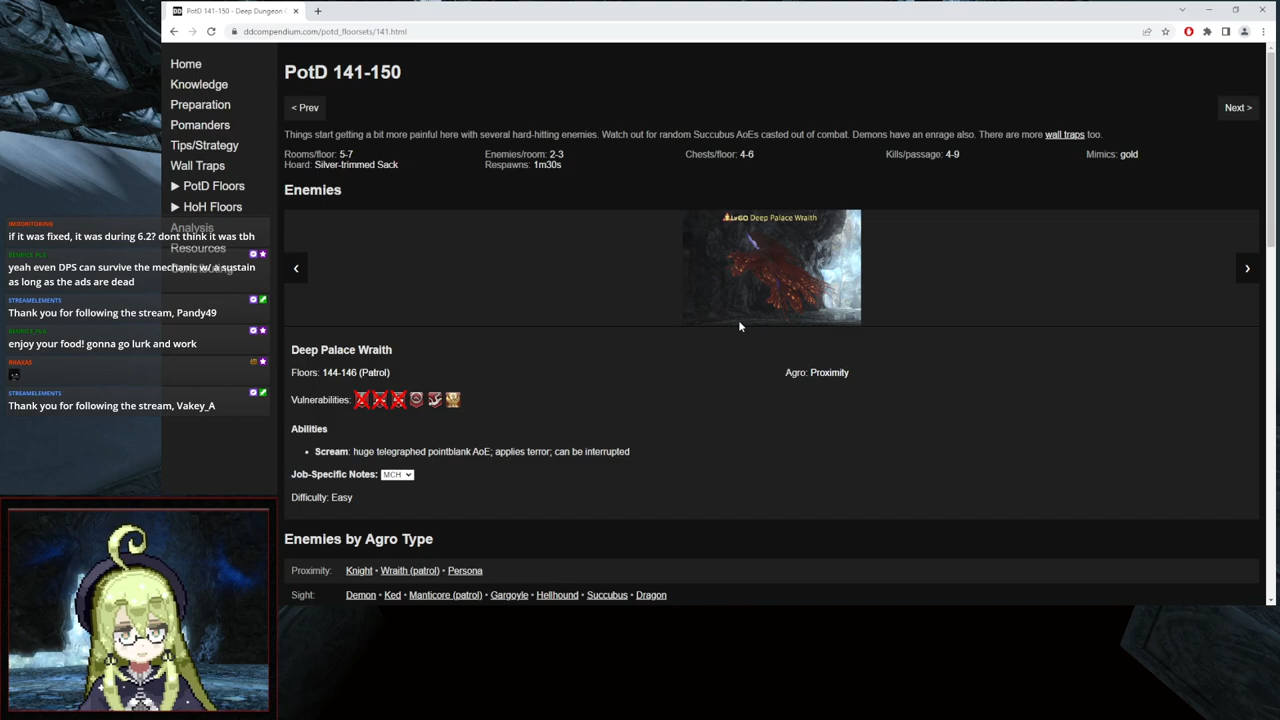 PotD 141-150 - Deep Dungeon
ddcompendium.com/potd_floorsets/141.html
Home
Knowledge
Preparation
Pomanders
Tips/Strategy
Wall Traps
▶ PotD Floors
▶ HoH Floors
Analysis
Resources
PotD 141-150
< Prev
Next >
Things start getting a bit more painful here with several hard-hitting enemies. Watch out for random Succubus AoEs casted out of combat. Demons have an enrage also. There are more wall traps too.
Rooms/floor: 5-7
Enemies/room: 2-3
Chests/floor: 4-6
Kills/passage: 4-9
Mimics: gold
Hoard: Silver-trimmed Sack
Respawns: 1m30s
Enemies
Lv60 Deep Palace Wraith
‹
›
Deep Palace Wraith
Floors: 144-146 (Patrol)
Agro: Proximity
Vulnerabilities:
Abilities
• Scream: huge telegraphed pointblank AoE; applies terror; can be interrupted
Job-Specific Notes: MCH
Difficulty: Easy
Enemies by Agro Type
Proximity: Knight • Wraith (patrol) • Persona
Sight: Demon • Ked • Manticore (patrol) • Gargoyle • Hellhound • Succubus • Dragon
if it was fixed, it was during 6.2? dont think it was tbh
yeah even DPS can survive the mechanic w/ a sustain
as long as the ads are dead
STREAMELEMENTS
Thank you for following the stream, Pandy49
enjoy your food! gonna go lurk and work
RHAXAS
STREAMELEMENTS
Thank you for following the stream, Vakey_A